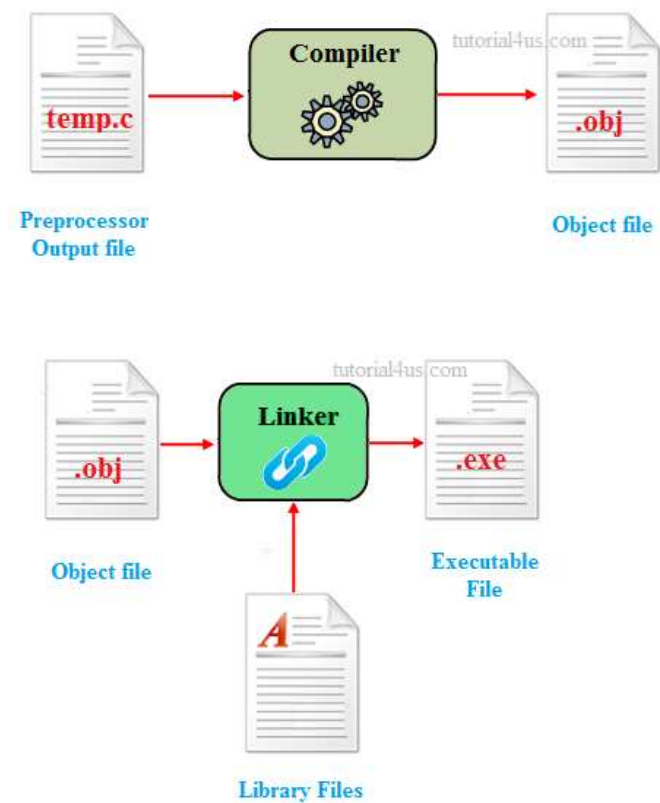 Compiler
tutorial4us.com
temp.c
.obj
Preprocessor
Output file
Object file
tutorial4us.com
Linker
.obj
.exe
Object file
Executable
File
A
Library Files